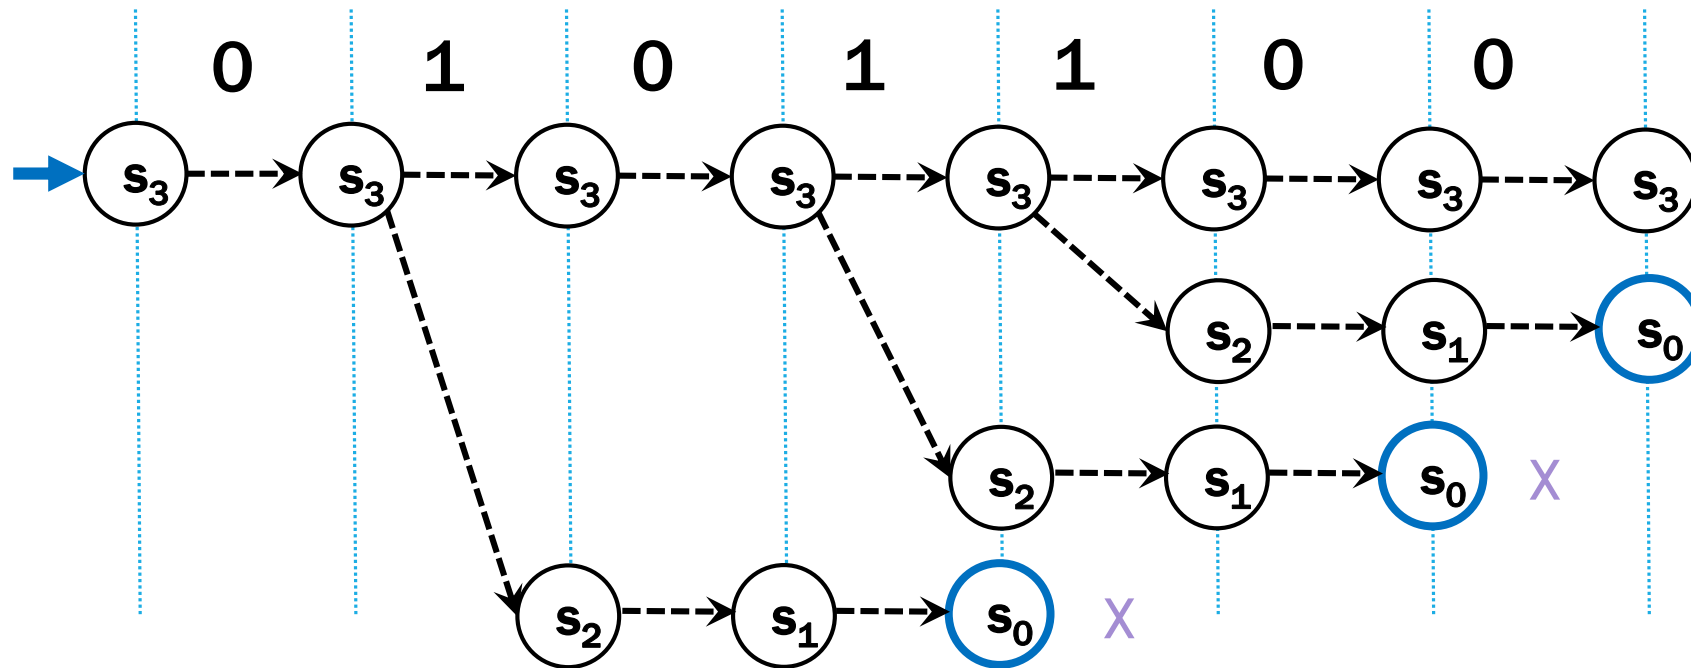 0 1 0 1 1 0 0
s₃ s₃ s₃ s₃ s₃ s₃ s₃ s₃
s₂ s₁ s₀
s₂ s₁ s₀ X
s₂ s₁ s₀ X